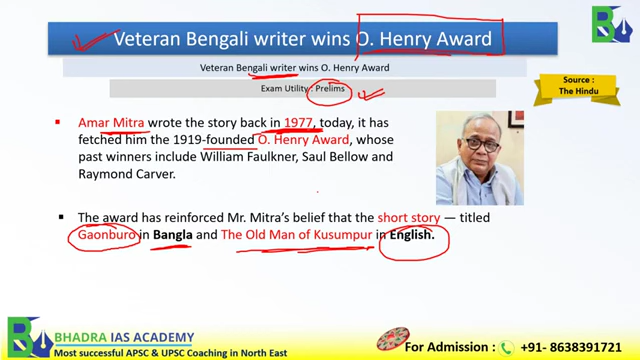 Veteran Bengali writer wins O. Henry Award
Veteran Bengali writer wins O. Henry Award
Exam Utility : Prelims
Source :
The Hindu
Amar Mitra wrote the story back in 1977, today, it has
fetched him the 1919-founded O. Henry Award, whose
past winners include William Faulkner, Saul Bellow and
Raymond Carver.
The award has reinforced Mr. Mitra's belief that the short story — titled
Gaonburo in Bangla and The Old Man of Kusumpur in English.
BHADRA IAS ACADEMY
Most successful APSC & UPSC Coaching in North East
For Admission : +91- 8638391721